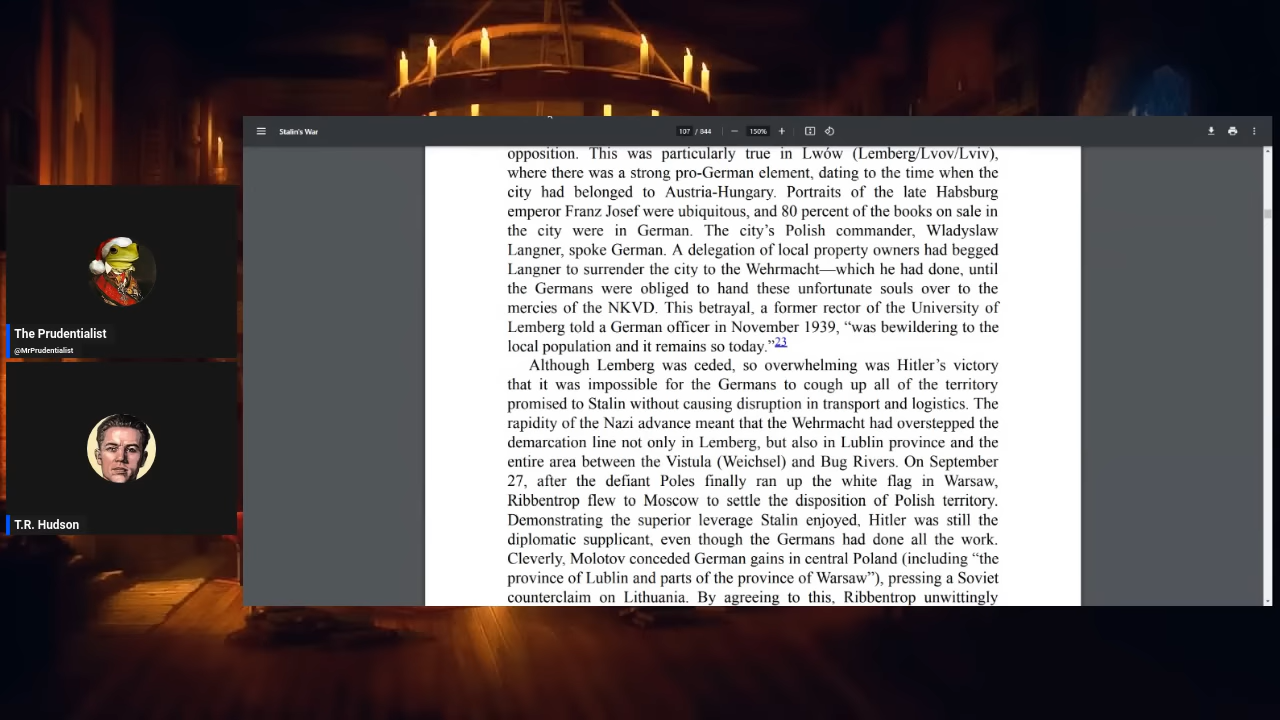 Stalin's War
107 / 844
150%
opposition. This was particularly true in Lwów (Lemberg/Lvov/Lviv),
where there was a strong pro-German element, dating to the time when the
city had belonged to Austria-Hungary. Portraits of the late Habsburg
emperor Franz Josef were ubiquitous, and 80 percent of the books on sale in
the city were in German. The city's Polish commander, Wladyslaw
Langner, spoke German. A delegation of local property owners had begged
Langner to surrender the city to the Wehrmacht—which he had done, until
the Germans were obliged to hand these unfortunate souls over to the
mercies of the NKVD. This betrayal, a former rector of the University of
Lemberg told a German officer in November 1939, “was bewildering to the
local population and it remains so today.”23
Although Lemberg was ceded, so overwhelming was Hitler's victory
that it was impossible for the Germans to cough up all of the territory
promised to Stalin without causing disruption in transport and logistics. The
rapidity of the Nazi advance meant that the Wehrmacht had overstepped the
demarcation line not only in Lemberg, but also in Lublin province and the
entire area between the Vistula (Weichsel) and Bug Rivers. On September
27, after the defiant Poles finally ran up the white flag in Warsaw,
Ribbentrop flew to Moscow to settle the disposition of Polish territory.
Demonstrating the superior leverage Stalin enjoyed, Hitler was still the
diplomatic supplicant, even though the Germans had done all the work.
Cleverly, Molotov conceded German gains in central Poland (including “the
province of Lublin and parts of the province of Warsaw”), pressing a Soviet
counterclaim on Lithuania. By agreeing to this, Ribbentrop unwittingly
The Prudentialist
@MrPrudentialist
T.R. Hudson